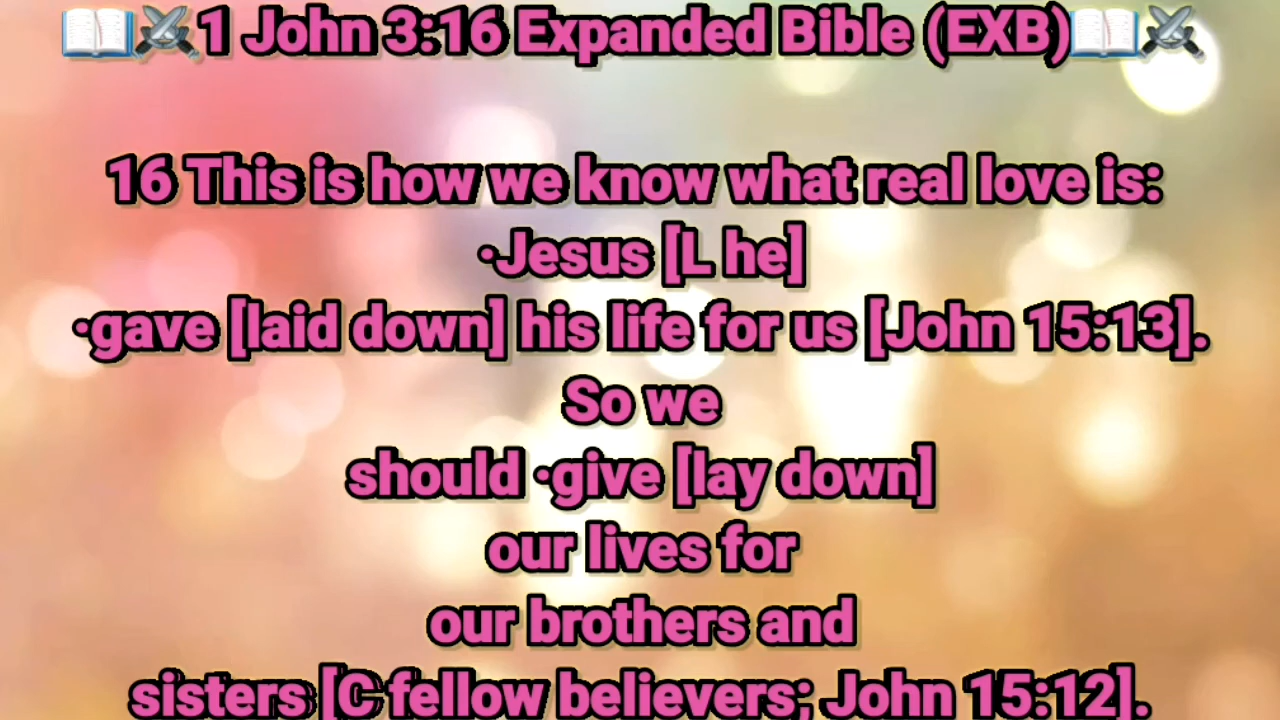 📖⚔️1 John 3:16 Expanded Bible (EXB)📖⚔️
16 This is how we know what real love is:
·Jesus [L he]
·gave [laid down] his life for us [John 15:13].
So we
should ·give [lay down]
our lives for
our brothers and
sisters [C fellow believers; John 15:12].